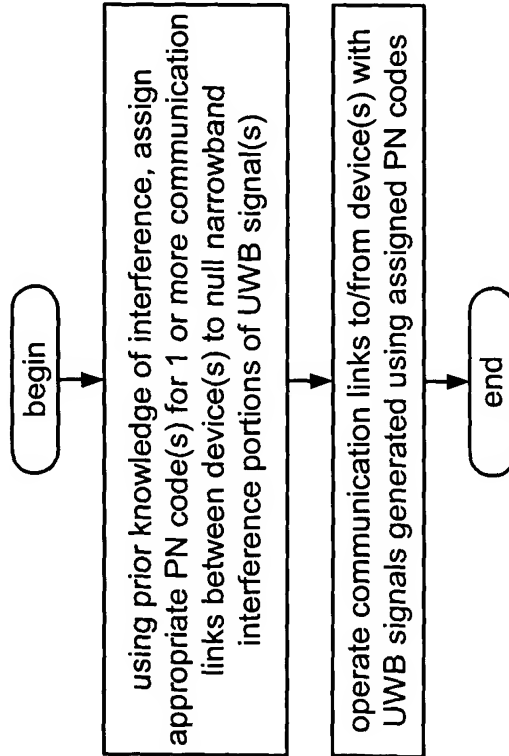 begin
using prior knowledge of interference, assign
appropriate PN code(s) for 1 or more communication
links between device(s) to null narrowband
interference portions of UWB signal(s)
operate communication links to/from device(s) with
UWB signals generated using assigned PN codes
end